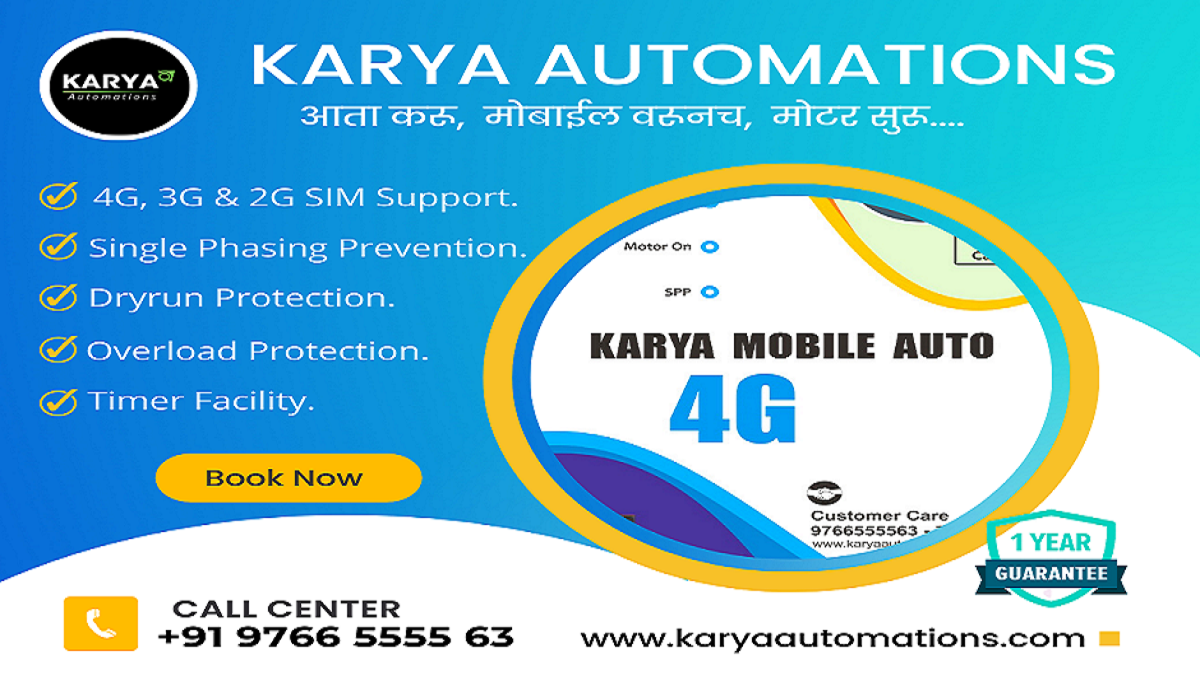 KARYA
Automations
KARYA AUTOMATIONS
आता करू, मोबाईल वरूनच, मोटर सुरू....
4G, 3G & 2G SIM Support.
Single Phasing Prevention.
Dryrun Protection.
Overload Protection.
Timer Facility.
Book Now
Motor On
SPP
KARYA MOBILE AUTO
4G
Customer Care
9766555563 -
1 YEAR
GUARANTEE
CALL CENTER
+91 9766 5555 63
www.karyaautomations.com